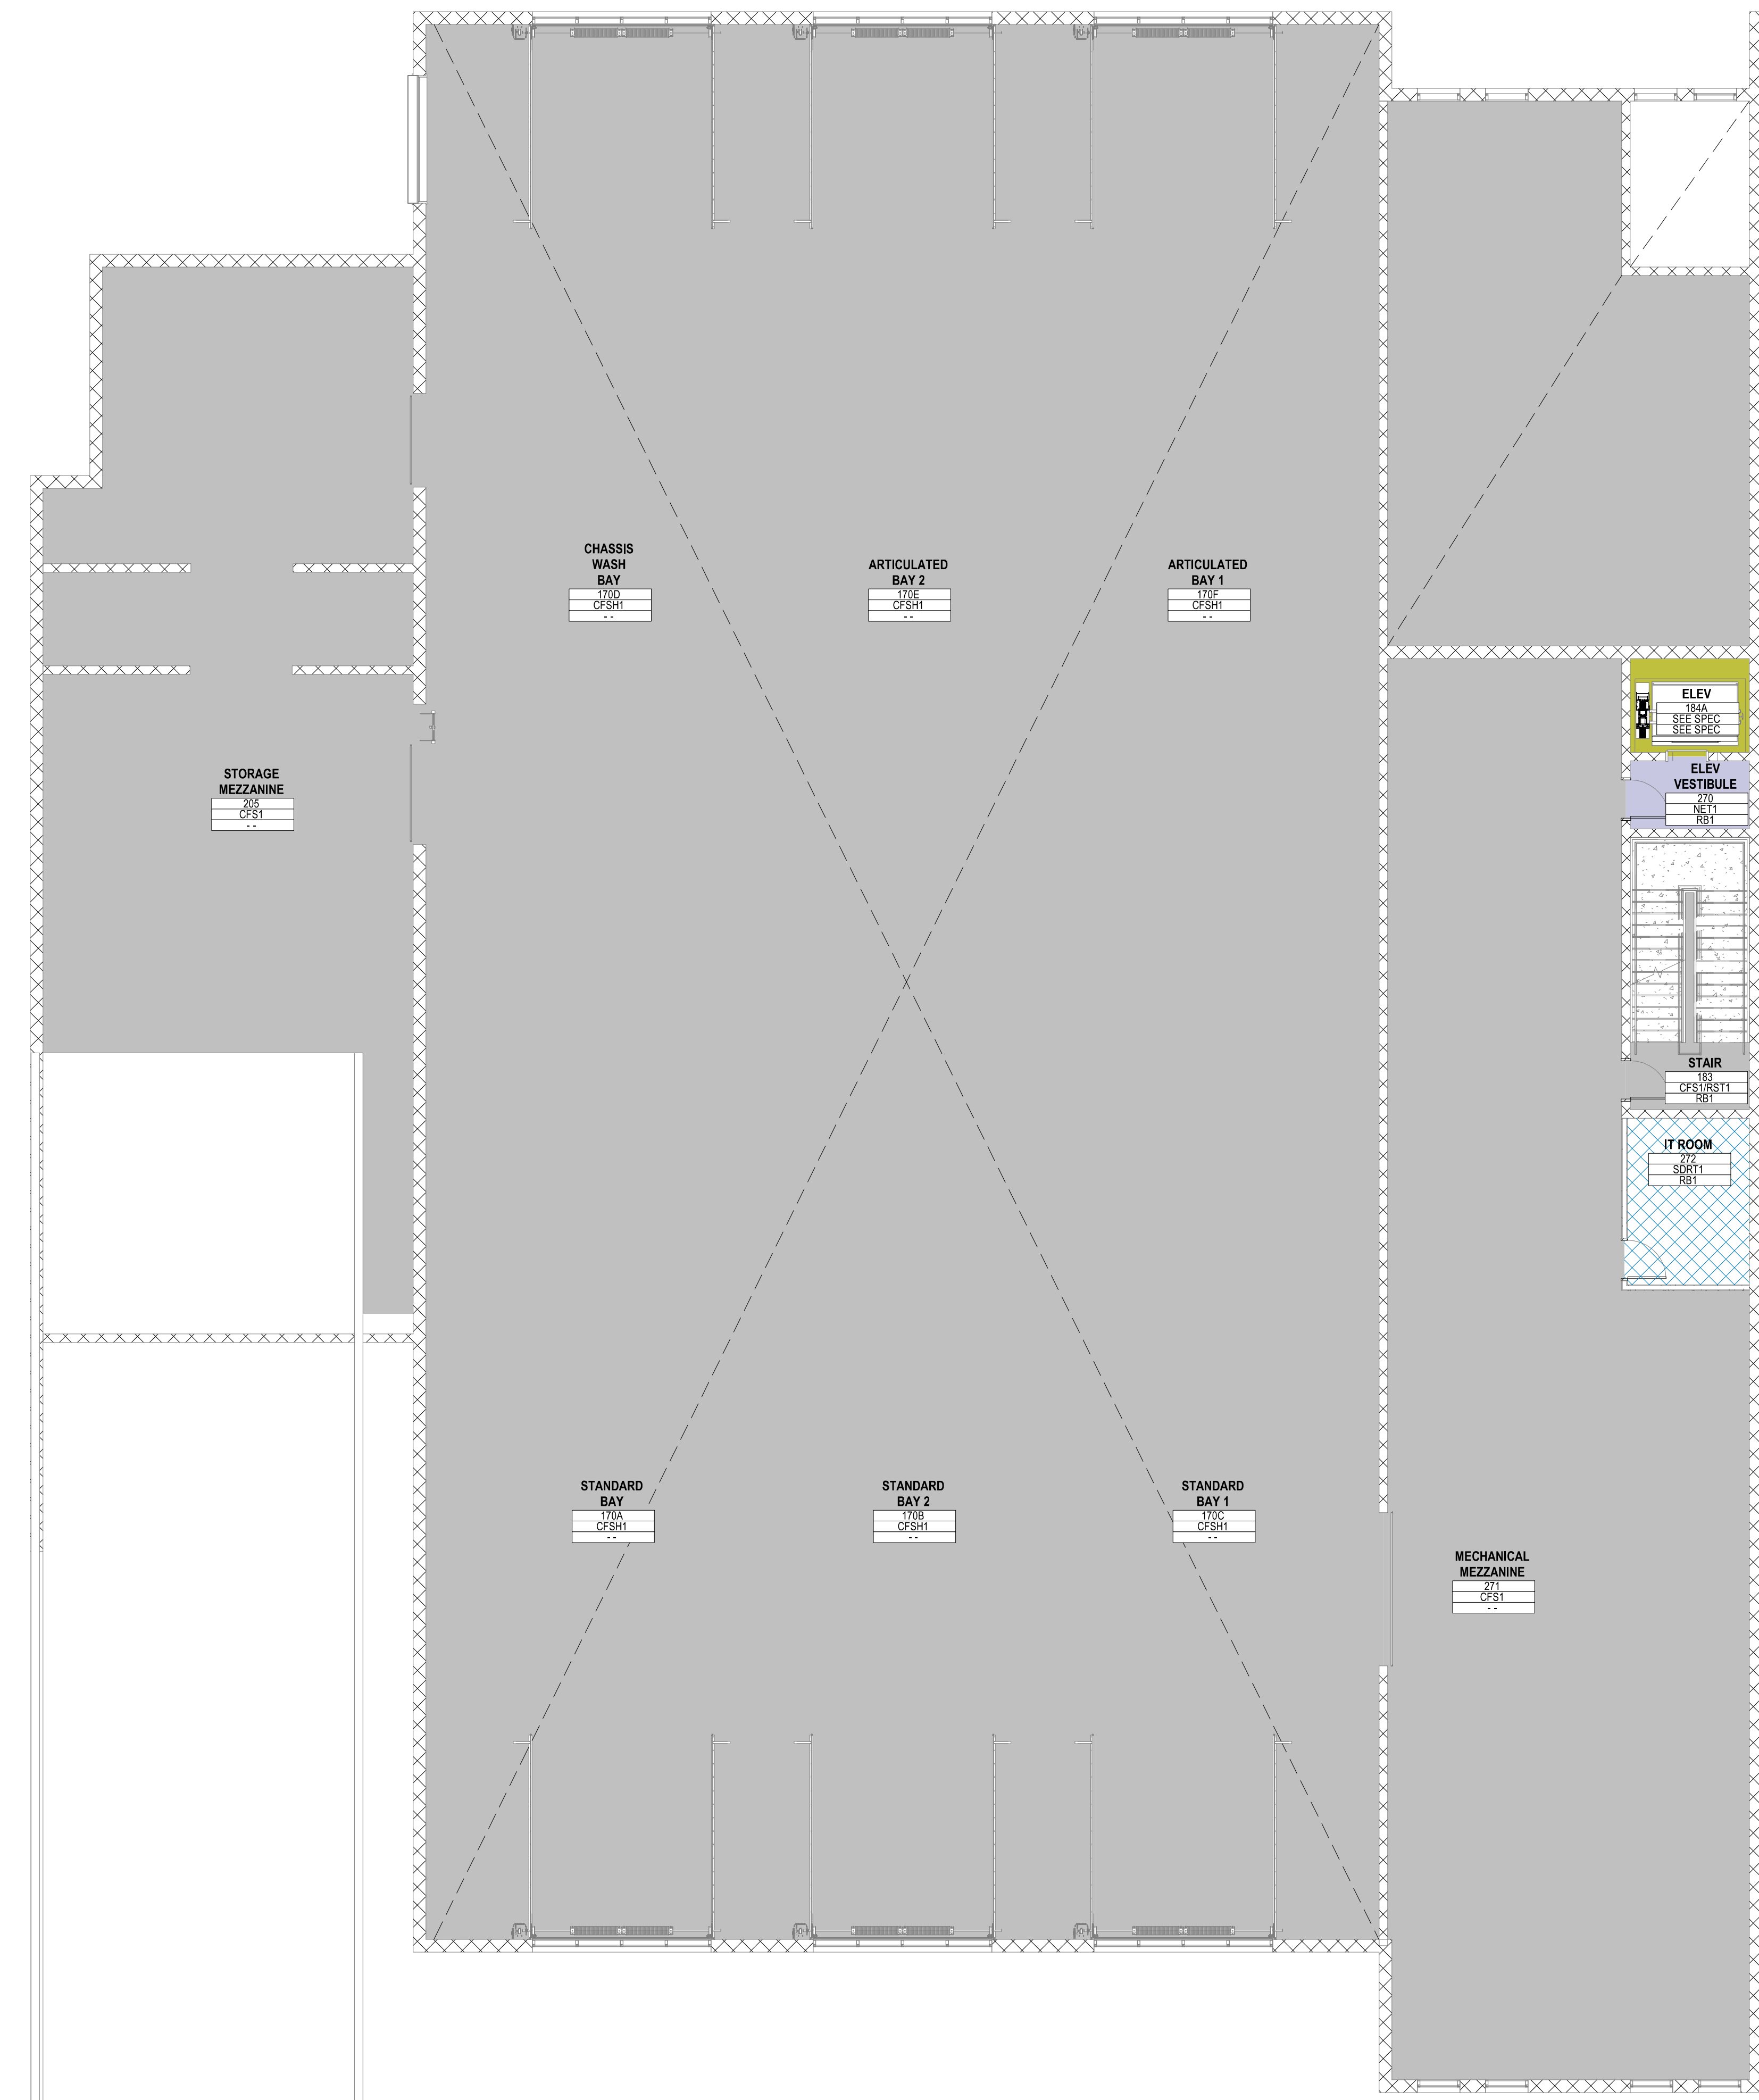 CHASSIS
WASH
BAY
170D
CFSH1
- -
ARTICULATED
BAY 2
170E
CFSH1
- -
ARTICULATED
BAY 1
170F
CFSH1
- -
ELEV
184A
SEE SPEC
SEE SPEC
ELEV
VESTIBULE
270
NET1
RB1
STORAGE
MEZZANINE
205
CFS1
- -
STAIR
183
CFS1/RST1
RB1
IT ROOM
272
SDRT1
RB1
STANDARD
BAY
170A
CFSH1
- -
STANDARD
BAY 2
170B
CFSH1
- -
STANDARD
BAY 1
170C
CFSH1
- -
MECHANICAL
MEZZANINE
271
CFS1
- -